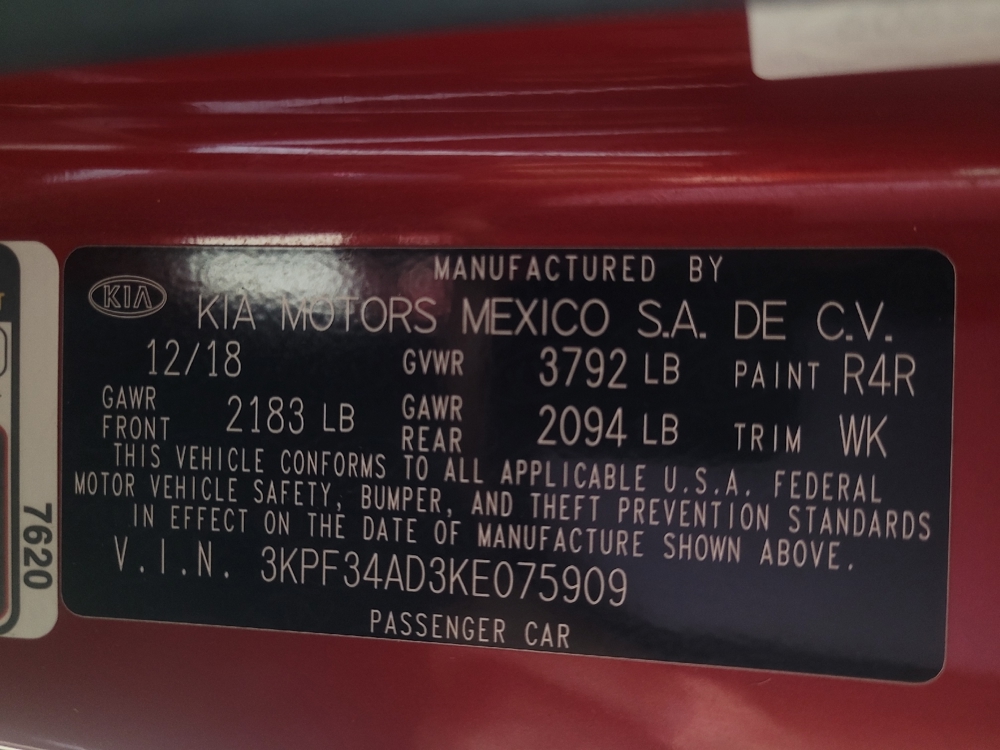 MANUFACTURED BY
KIA
KIA MOTORS MEXICO S.A. DE C.V.
12/18 GVWR 3792 LB PAINT R4R
GAWR FRONT 2183 LB GAWR REAR 2094 LB TRIM WK
THIS VEHICLE CONFORMS TO ALL APPLICABLE U.S.A. FEDERAL
MOTOR VEHICLE SAFETY, BUMPER, AND THEFT PREVENTION STANDARDS
IN EFFECT ON THE DATE OF MANUFACTURE SHOWN ABOVE.
V.I.N. 3KPF34AD3KE075909
PASSENGER CAR
7620